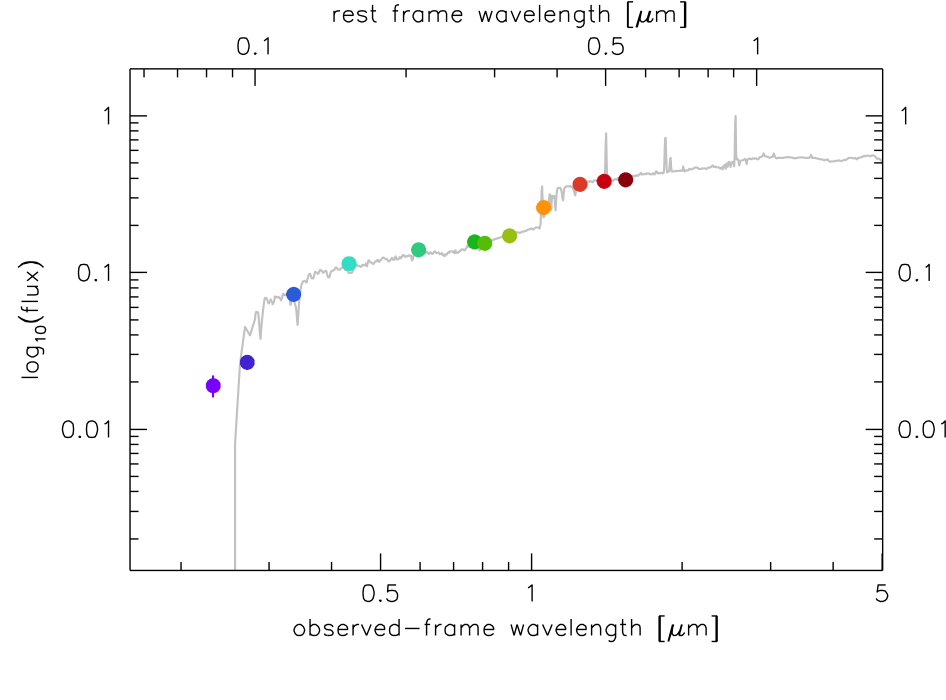 rest frame wavelength [μm]
0.1 0.5 1
1 1
0.1 0.1
0.01 0.01
log10(flux)
0.5 1 5
observed-frame wavelength [μm]